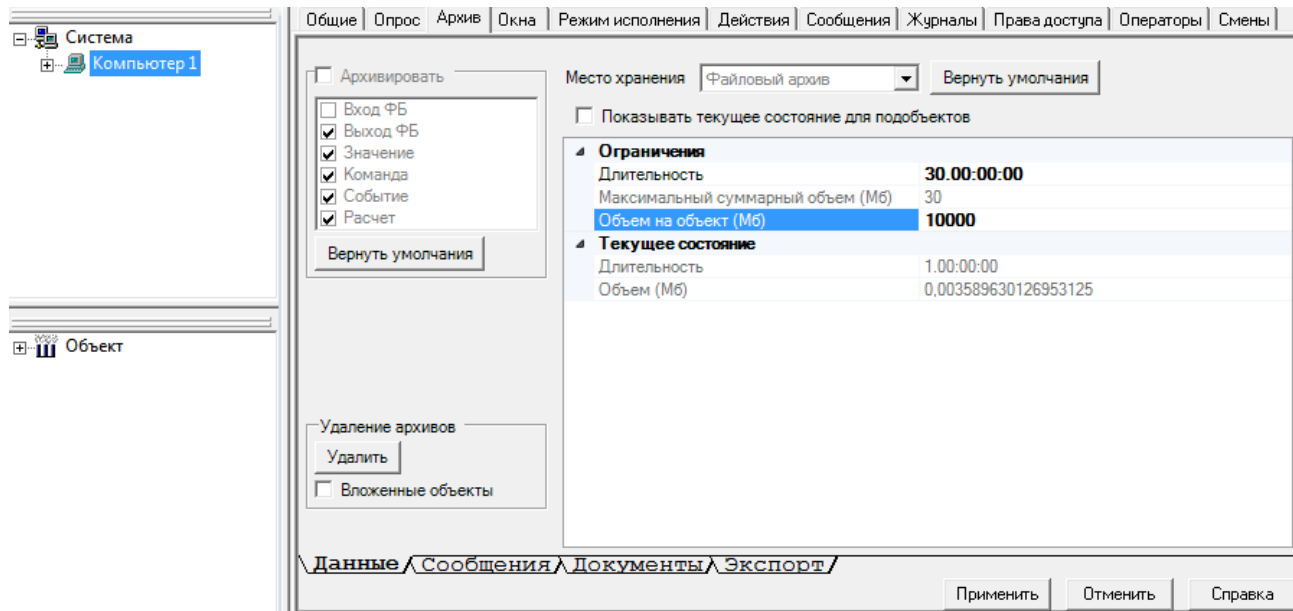 Система
Компьютер 1
Объект
Общие Опрос Архив Окна Режим исполнения Действия Сообщения Журналы Права доступа Операторы Смены
Архивировать
Вход ФБ
Выход ФБ
Значение
Команда
Событие
Расчет
Вернуть умолчания
Удаление архивов
Удалить
Вложенные объекты
Место хранения Файловый архив Вернуть умолчания
Показывать текущее состояние для подобъектов
Ограничения
Длительность 30.00:00:00
Максимальный суммарный объем (Мб) 30
Объем на объект (Мб) 10000
Текущее состояние
Длительность 1.00:00:00
Объем (Мб) 0,003589630126953125
Данные Сообщения Документы Экспорт
Применить Отменить Справка